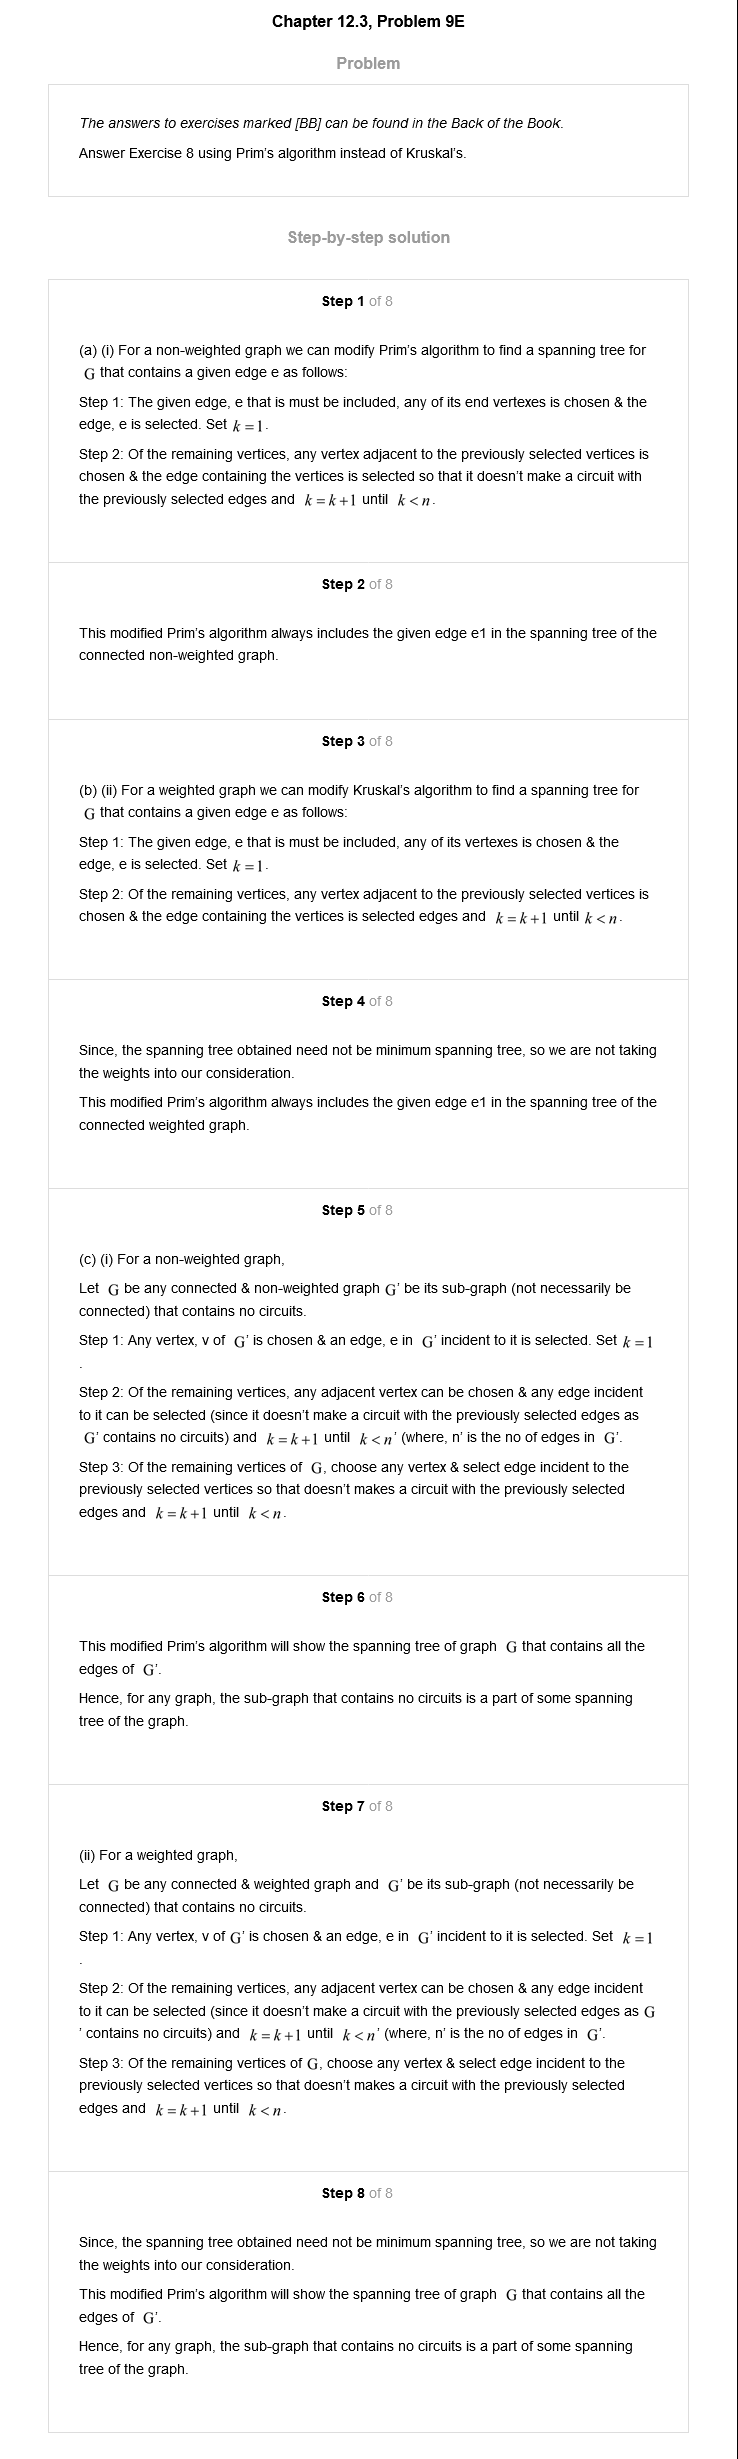 Chapter 12.3, Problem 9E
Problem
The answers to exercises marked [BB] can be found in the Back of the Book.
Answer Exercise 8 using Prim's algorithm instead of Kruskal's.
Step-by-step solution
Step 1 of 8
(a) (i) For a non-weighted graph we can modify Prim's algorithm to find a spanning tree for
G that contains a given edge e as follows:
Step 1: The given edge, e that is must be included, any of its end vertexes is chosen & the
edge, e is selected. Set k = 1.
Step 2: Of the remaining vertices, any vertex adjacent to the previously selected vertices is
chosen & the edge containing the vertices is selected so that it doesn't make a circuit with
the previously selected edges and k = k + 1 until k < n.
Step 2 of 8
This modified Prim's algorithm always includes the given edge e1 in the spanning tree of the
connected non-weighted graph.
Step 3 of 8
(b) (ii) For a weighted graph we can modify Kruskal's algorithm to find a spanning tree for
G that contains a given edge e as follows:
Step 1: The given edge, e that is must be included, any of its vertexes is chosen & the
edge, e is selected. Set k = 1.
Step 2: Of the remaining vertices, any vertex adjacent to the previously selected vertices is
chosen & the edge containing the vertices is selected edges and k = k + 1 until k < n.
Step 4 of 8
Since, the spanning tree obtained need not be minimum spanning tree, so we are not taking
the weights into our consideration.
This modified Prim's algorithm always includes the given edge e1 in the spanning tree of the
connected weighted graph.
Step 5 of 8
(c) (i) For a non-weighted graph,
Let G be any connected & non-weighted graph G' be its sub-graph (not necessarily be
connected) that contains no circuits.
Step 1: Any vertex, v of G' is chosen & an edge, e in G' incident to it is selected. Set k = 1
.
Step 2: Of the remaining vertices, any adjacent vertex can be chosen & any edge incident
to it can be selected (since it doesn't make a circuit with the previously selected edges as
G' contains no circuits) and k = k + 1 until k < n' (where, n' is the no of edges in G'.
Step 3: Of the remaining vertices of G, choose any vertex & select edge incident to the
previously selected vertices so that doesn't makes a circuit with the previously selected
edges and k = k + 1 until k < n.
Step 6 of 8
This modified Prim's algorithm will show the spanning tree of graph G that contains all the
edges of G'.
Hence, for any graph, the sub-graph that contains no circuits is a part of some spanning
tree of the graph.
Step 7 of 8
(ii) For a weighted graph,
Let G be any connected & weighted graph and G' be its sub-graph (not necessarily be
connected) that contains no circuits.
Step 1: Any vertex, v of G' is chosen & an edge, e in G' incident to it is selected. Set k = 1
.
Step 2: Of the remaining vertices, any adjacent vertex can be chosen & any edge incident
to it can be selected (since it doesn't make a circuit with the previously selected edges as G
' contains no circuits) and k = k + 1 until k < n' (where, n' is the no of edges in G'.
Step 3: Of the remaining vertices of G, choose any vertex & select edge incident to the
previously selected vertices so that doesn't makes a circuit with the previously selected
edges and k = k + 1 until k < n.
Step 8 of 8
Since, the spanning tree obtained need not be minimum spanning tree, so we are not taking
the weights into our consideration.
This modified Prim's algorithm will show the spanning tree of graph G that contains all the
edges of G'.
Hence, for any graph, the sub-graph that contains no circuits is a part of some spanning
tree of the graph.